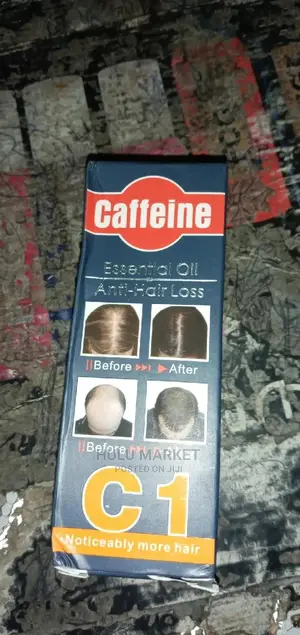 Caffeine
Essential Oil
Anti-Hair Loss
Before After
Before
HULU MARKET
POSTED ON JIJI
C1
Noticeably more hair